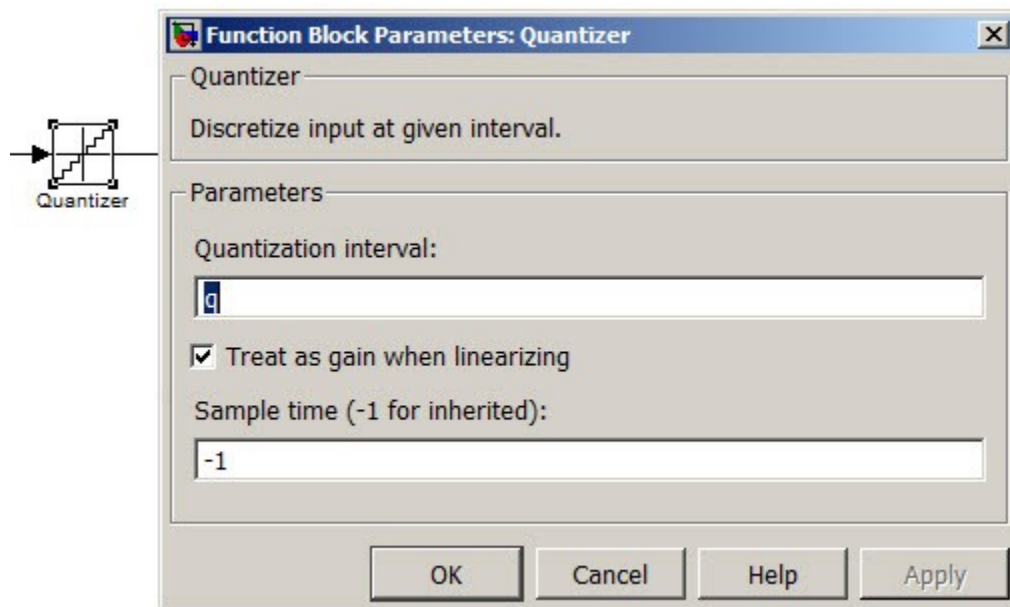 Function Block Parameters: Quantizer
Quantizer
Discretize input at given interval.
Quantizer
Parameters
Quantization interval:
q
Treat as gain when linearizing
Sample time (-1 for inherited):
-1
OK Cancel Help Apply